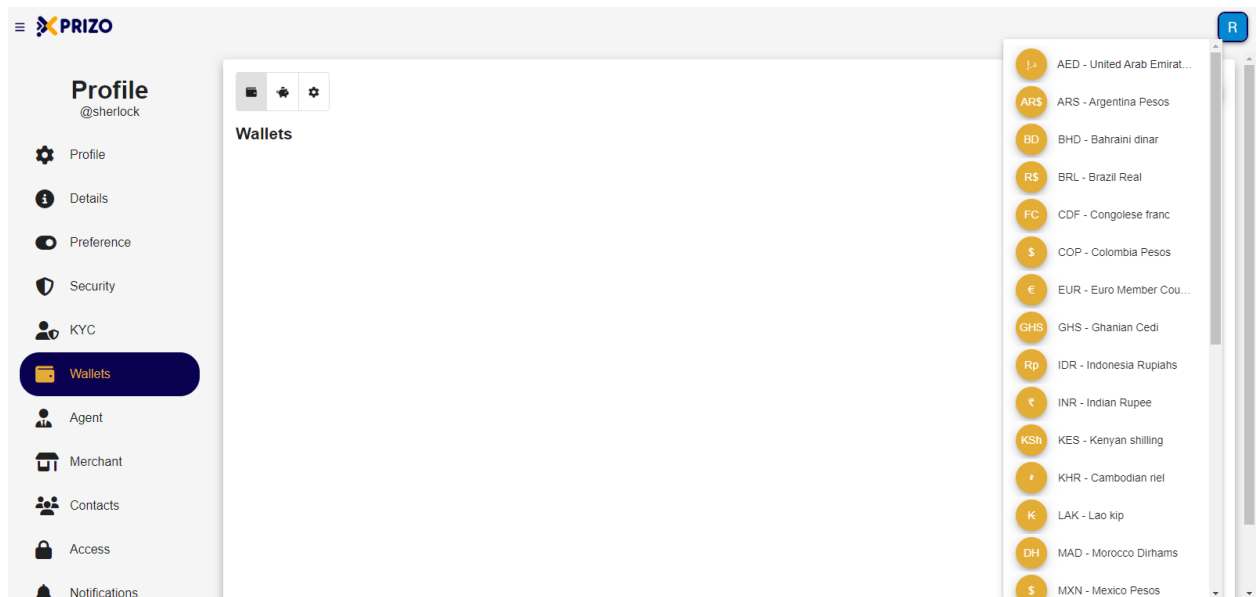 PRIZO
R
Profile
@sherlock
Profile
Details
Preference
Security
KYC
Wallets
Agent
Merchant
Contacts
Access
Notifications
Wallets
د.إ AED - United Arab Emirat...
AR$ ARS - Argentina Pesos
BD BHD - Bahraini dinar
R$ BRL - Brazil Real
FC CDF - Congolese franc
$ COP - Colombia Pesos
€ EUR - Euro Member Cou...
GHS GHS - Ghanian Cedi
Rp IDR - Indonesia Rupiahs
₹ INR - Indian Rupee
KSh KES - Kenyan shilling
KHR - Cambodian riel
₭ LAK - Lao kip
DH MAD - Morocco Dirhams
$ MXN - Mexico Pesos